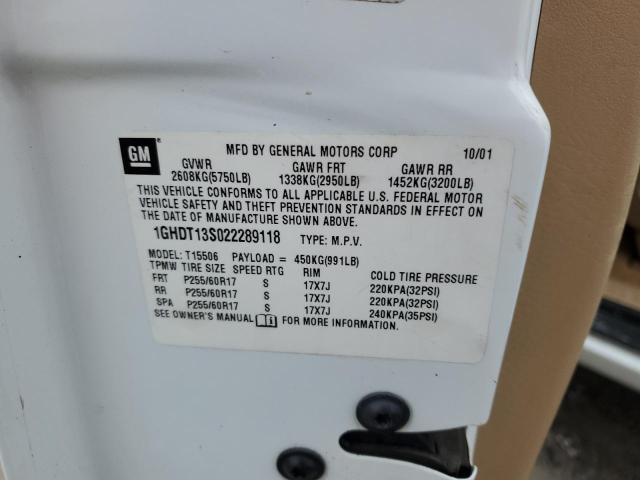 GM MFD BY GENERAL MOTORS CORP 10/01
GVWR GAWR FRT GAWR RR
2608KG(5750LB) 1338KG(2950LB) 1452KG(3200LB)
THIS VEHICLE CONFORMS TO ALL APPLICABLE U.S. FEDERAL MOTOR
VEHICLE SAFETY AND THEFT PREVENTION STANDARDS IN EFFECT ON
THE DATE OF MANUFACTURE SHOWN ABOVE.
1GHDT13S022289118 TYPE: M.P.V.
MODEL: T15506 PAYLOAD = 450KG(991LB)
TPMW TIRE SIZE SPEED RTG RIM COLD TIRE PRESSURE
FRT P255/60R17 S 17X7J 220KPA(32PSI)
RR P255/60R17 S 17X7J 220KPA(32PSI)
SPA P255/60R17 S 17X7J 240KPA(35PSI)
SEE OWNER'S MANUAL FOR MORE INFORMATION.